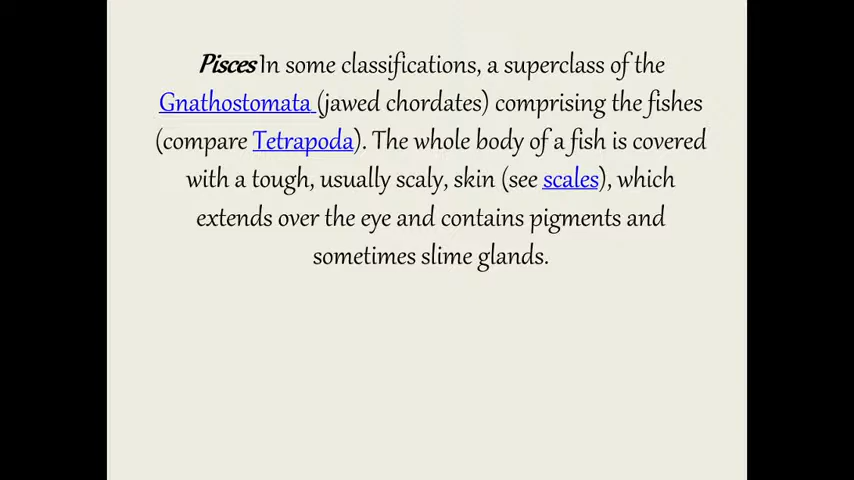 Pisces In some classifications, a superclass of the
Gnathostomata (jawed chordates) comprising the fishes
(compare Tetrapoda). The whole body of a fish is covered
with a tough, usually scaly, skin (see scales), which
extends over the eye and contains pigments and
sometimes slime glands.